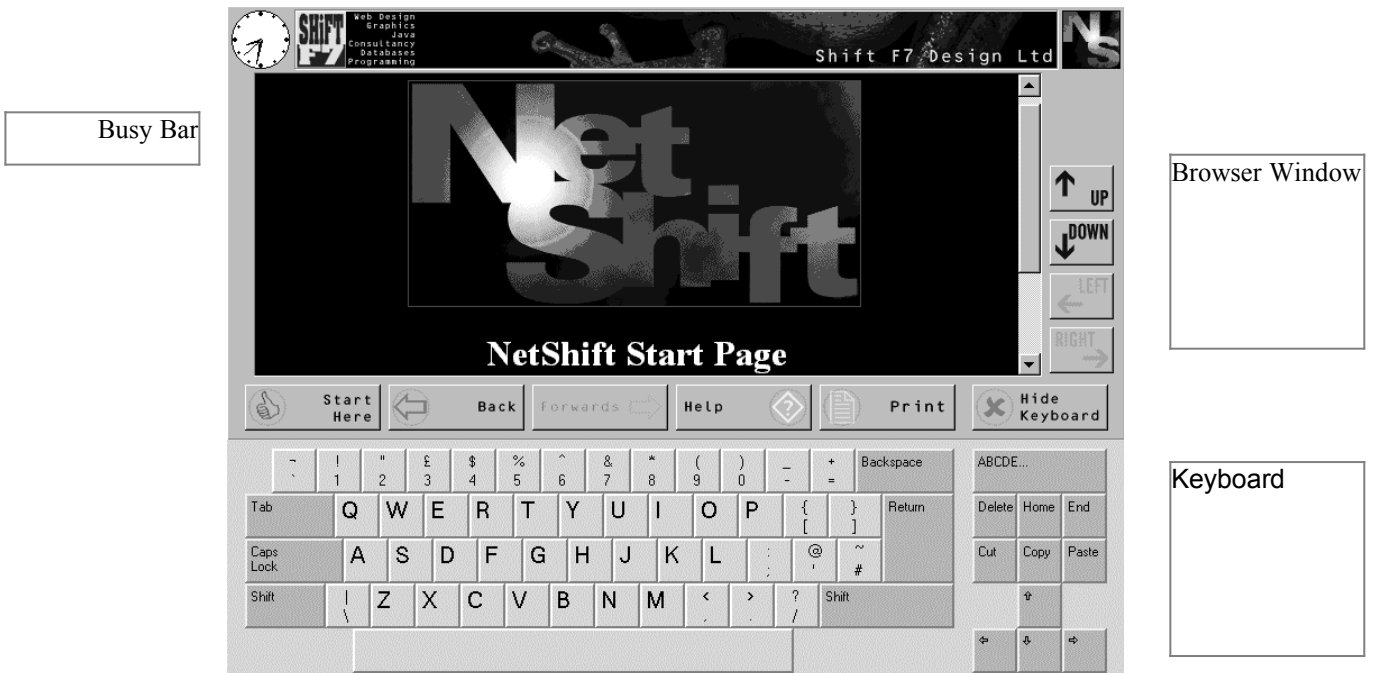 SHIFT
F7
Web Design
Graphics
Java
Consultancy
Databases
Programming
Shift F7 Design Ltd
NS
Busy Bar
Net
Shift
NetShift Start Page
UP
DOWN
LEFT
RIGHT
Browser Window
Start
Here
Back
Forwards
Help
?
Print
Hide
Keyboard
¬ ! " £ $ % ^ & * ( ) _ + Backspace
` 1 2 3 4 5 6 7 8 9 0 - =
ABCDE...
Tab Q W E R T Y U I O P { } Return
[ ]
Delete Home End
Caps
Lock
A S D F G H J K L : @ ~
; ' #
Cut Copy Paste
Shift | Z X C V B N M < > ? Shift
\ , . /
Keyboard